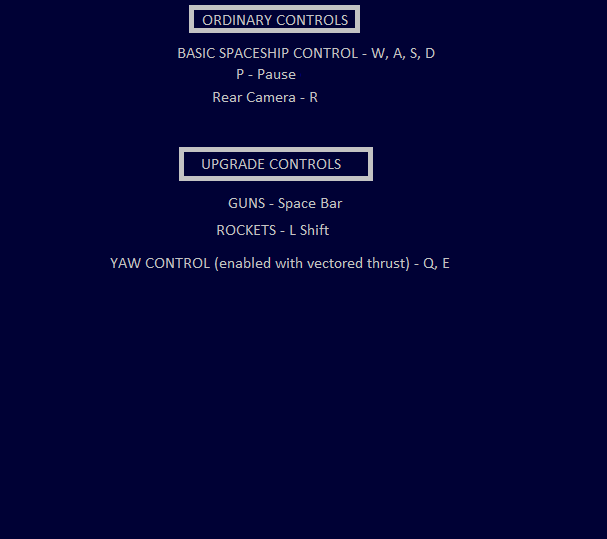 ORDINARY CONTROLS
BASIC SPACESHIP CONTROL - W, A, S, D
P - Pause
Rear Camera - R
UPGRADE CONTROLS
GUNS - Space Bar
ROCKETS - L Shift
YAW CONTROL (enabled with vectored thrust) - Q, E